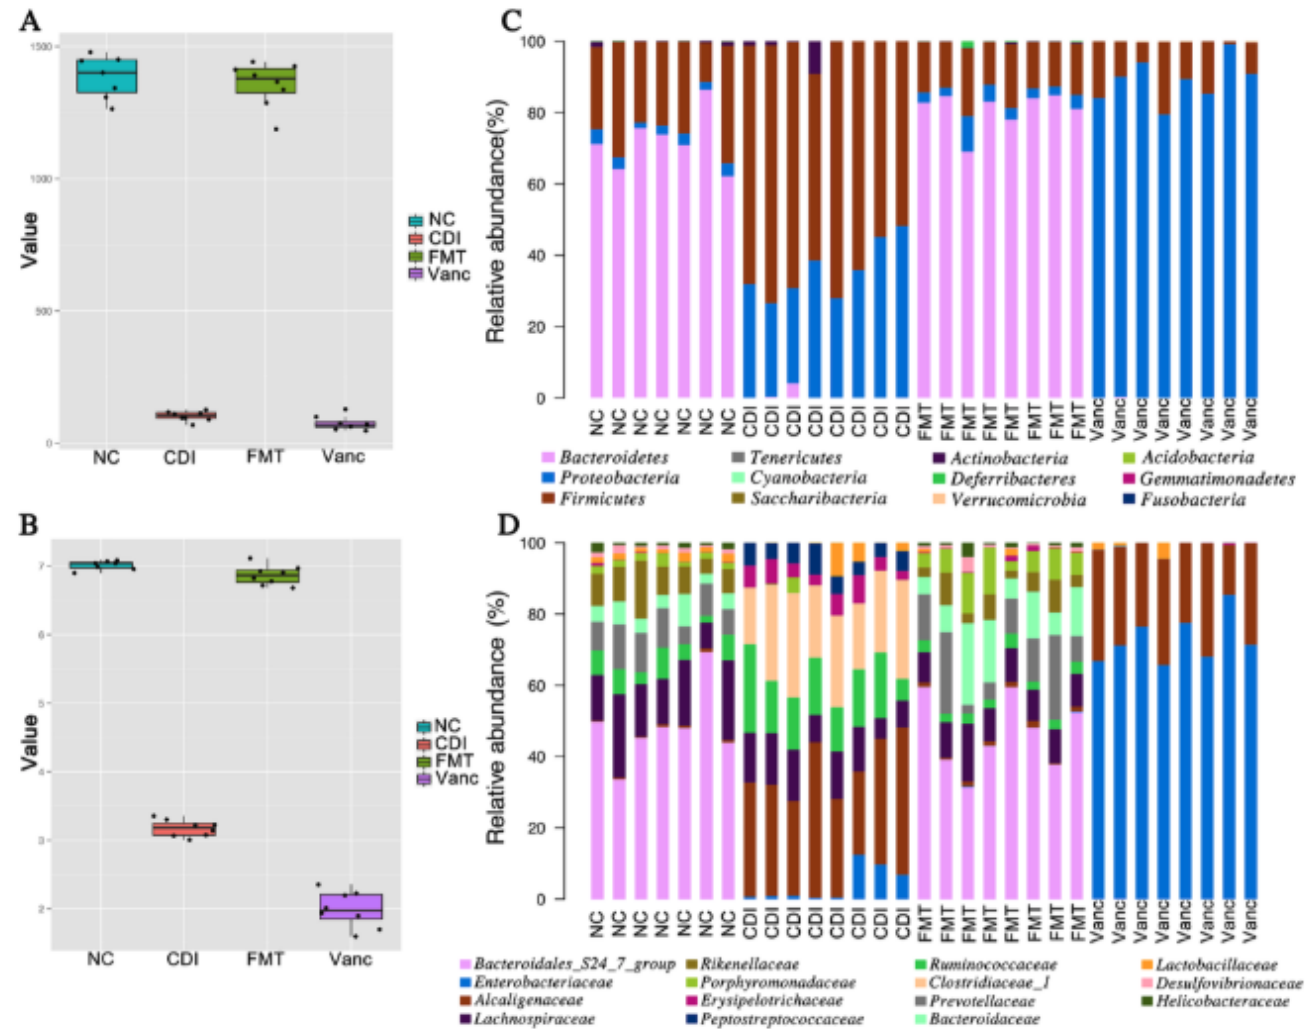 A
Value
1500
1000
500
0
NC CDI FMT Vanc
NC
CDI
FMT
Vanc
B
Value
7
6
5
4
3
2
NC CDI FMT Vanc
NC
CDI
FMT
Vanc
C
Relative abundance(%)
100
80
60
40
20
0
NC NC NC NC NC NC NC CDI CDI CDI CDI CDI CDI CDI CDI FMT FMT FMT FMT FMT FMT FMT FMT Vanc Vanc Vanc Vanc Vanc Vanc Vanc Vanc
Bacteroidetes Tenericutes Actinobacteria Acidobacteria
Proteobacteria Cyanobacteria Deferribacteres Gemmatimonadetes
Firmicutes Saccharibacteria Verrucomicrobia Fusobacteria
D
Relative abundance (%)
100
80
60
40
20
0
NC NC NC NC NC NC NC CDI CDI CDI CDI CDI CDI CDI CDI FMT FMT FMT FMT FMT FMT FMT FMT Vanc Vanc Vanc Vanc Vanc Vanc Vanc Vanc
Bacteroidales_S24_7_group Rikenellaceae Ruminococcaceae Lactobacillaceae
Enterobacteriaceae Porphyromonadaceae Clostridiaceae_1 Desulfovibrionaceae
Alcaligenaceae Erysipelotrichaceae Prevotellaceae Helicobacteraceae
Lachnospiraceae Peptostreptococcaceae Bacteroidaceae